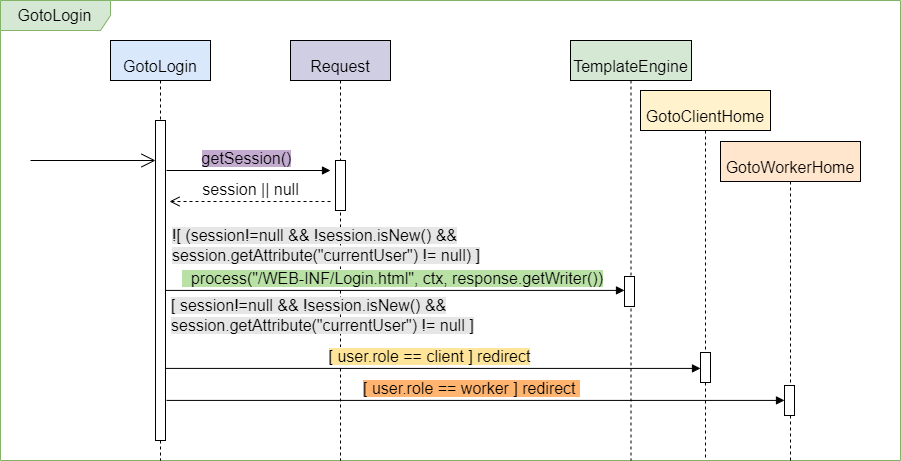 GotoLogin
GotoLogin
Request
TemplateEngine
GotoClientHome
GotoWorkerHome
getSession()
session || null
![ (session!=null && !session.isNew() &&
session.getAttribute("currentUser") != null) ]
process("/WEB-INF/Login.html", ctx, response.getWriter())
[ session!=null && !session.isNew() &&
session.getAttribute("currentUser") != null ]
[ user.role == client ] redirect
[ user.role == worker ] redirect